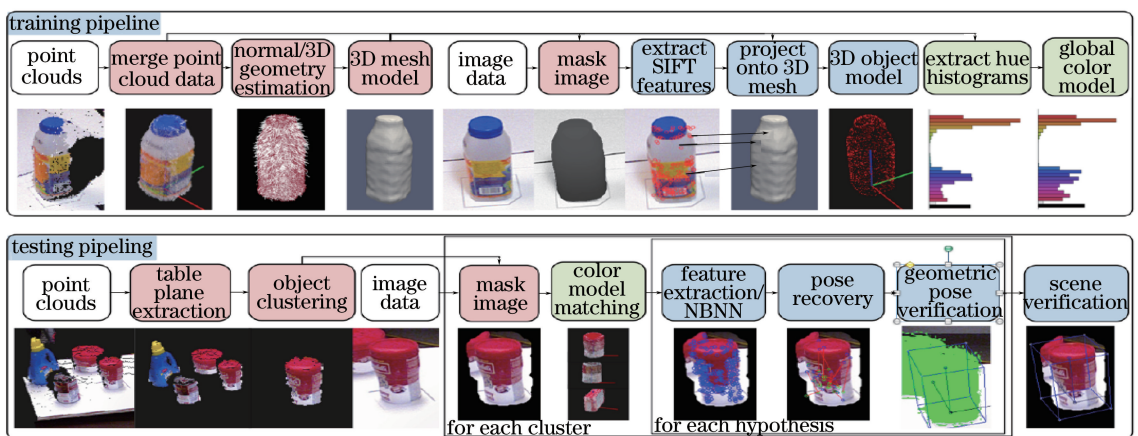 training pipeline
point
clouds
merge point
cloud data
normal/3D
geometry
estimation
3D mesh
model
image
data
mask
image
extract
SIFT
features
project
onto 3D
mesh
3D object
model
extract hue
histograms
global
color
model
testing pipeling
point
clouds
table
plane
extraction
object
clustering
image
data
mask
image
color
model
matching
feature
extraction/
NBNN
pose
recovery
geometric
pose
verification
scene
verification
for each cluster
for each hypothesis